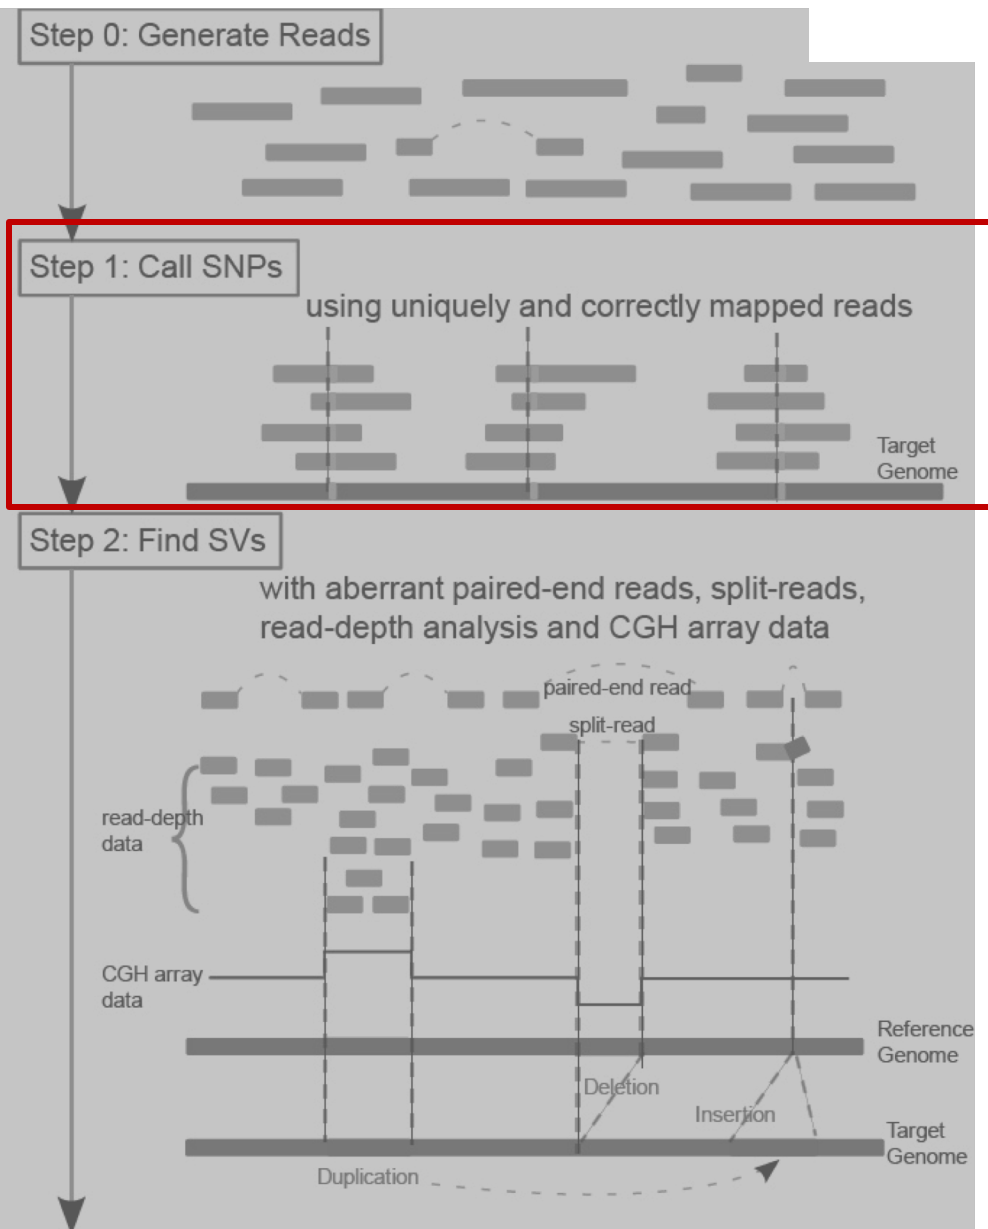 Step 0: Generate Reads
Step 1: Call SNPs
using uniquely and correctly mapped reads
Target
Genome
Step 2: Find SVs
with aberrant paired-end reads, split-reads,
read-depth analysis and CGH array data
paired-end read
split-read
read-depth
data
CGH array
data
Reference
Genome
Deletion
Insertion
Target
Genome
Duplication